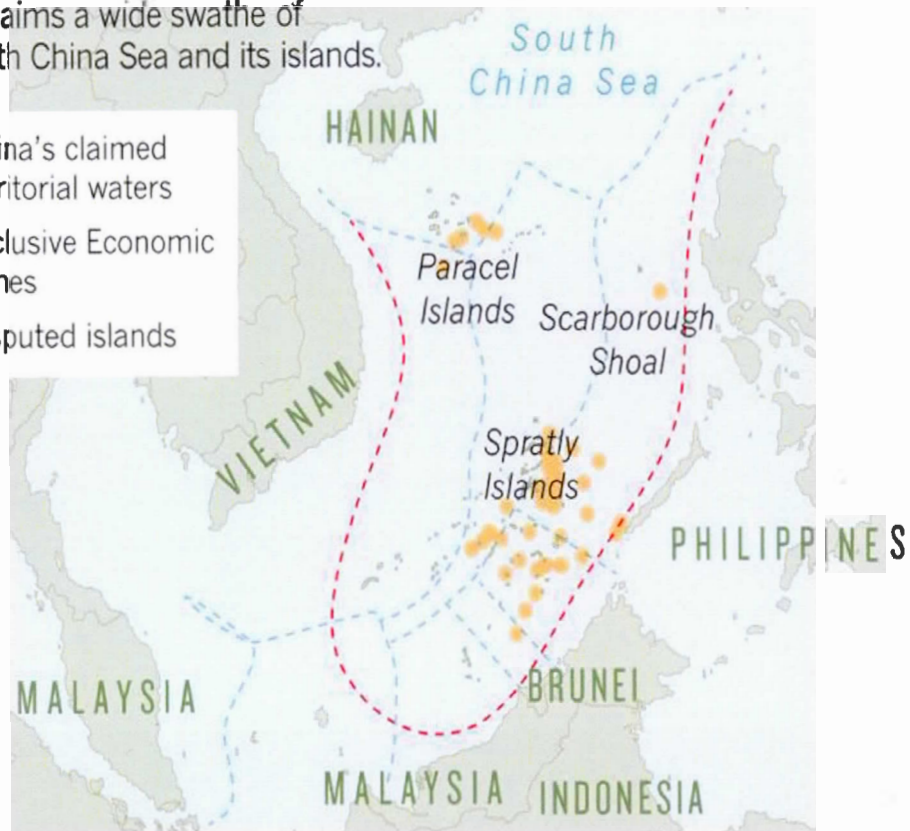 aims a wide swathe of
h China Sea and its islands.
ina's claimed
ritorial waters
clusive Economic
nes
puted islands
South
China Sea
HAINAN
Paracel
Islands
Scarborough
Shoal
VIETNAM
Spratly
Islands
PHILIPPINES
MALAYSIA
BRUNEI
MALAYSIA
INDONESIA